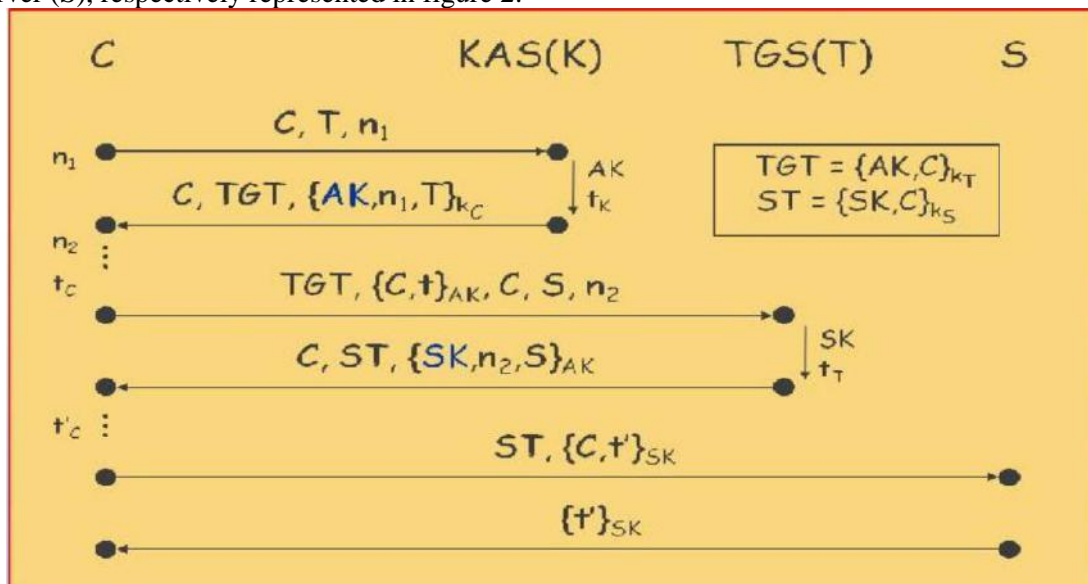 ver (S), respectively represented in figure 2.
C KAS(K) TGS(T) S
C, T, n₁
n₁
AK
TGT = {AK,C}kT
C, TGT, {AK,n₁,T}kC
tK
ST = {SK,C}kS
n₂
tC
TGT, {C,t}AK, C, S, n₂
SK
C, ST, {SK,n₂,S}AK
tT
t'C
ST, {C,t'}SK
{t'}SK